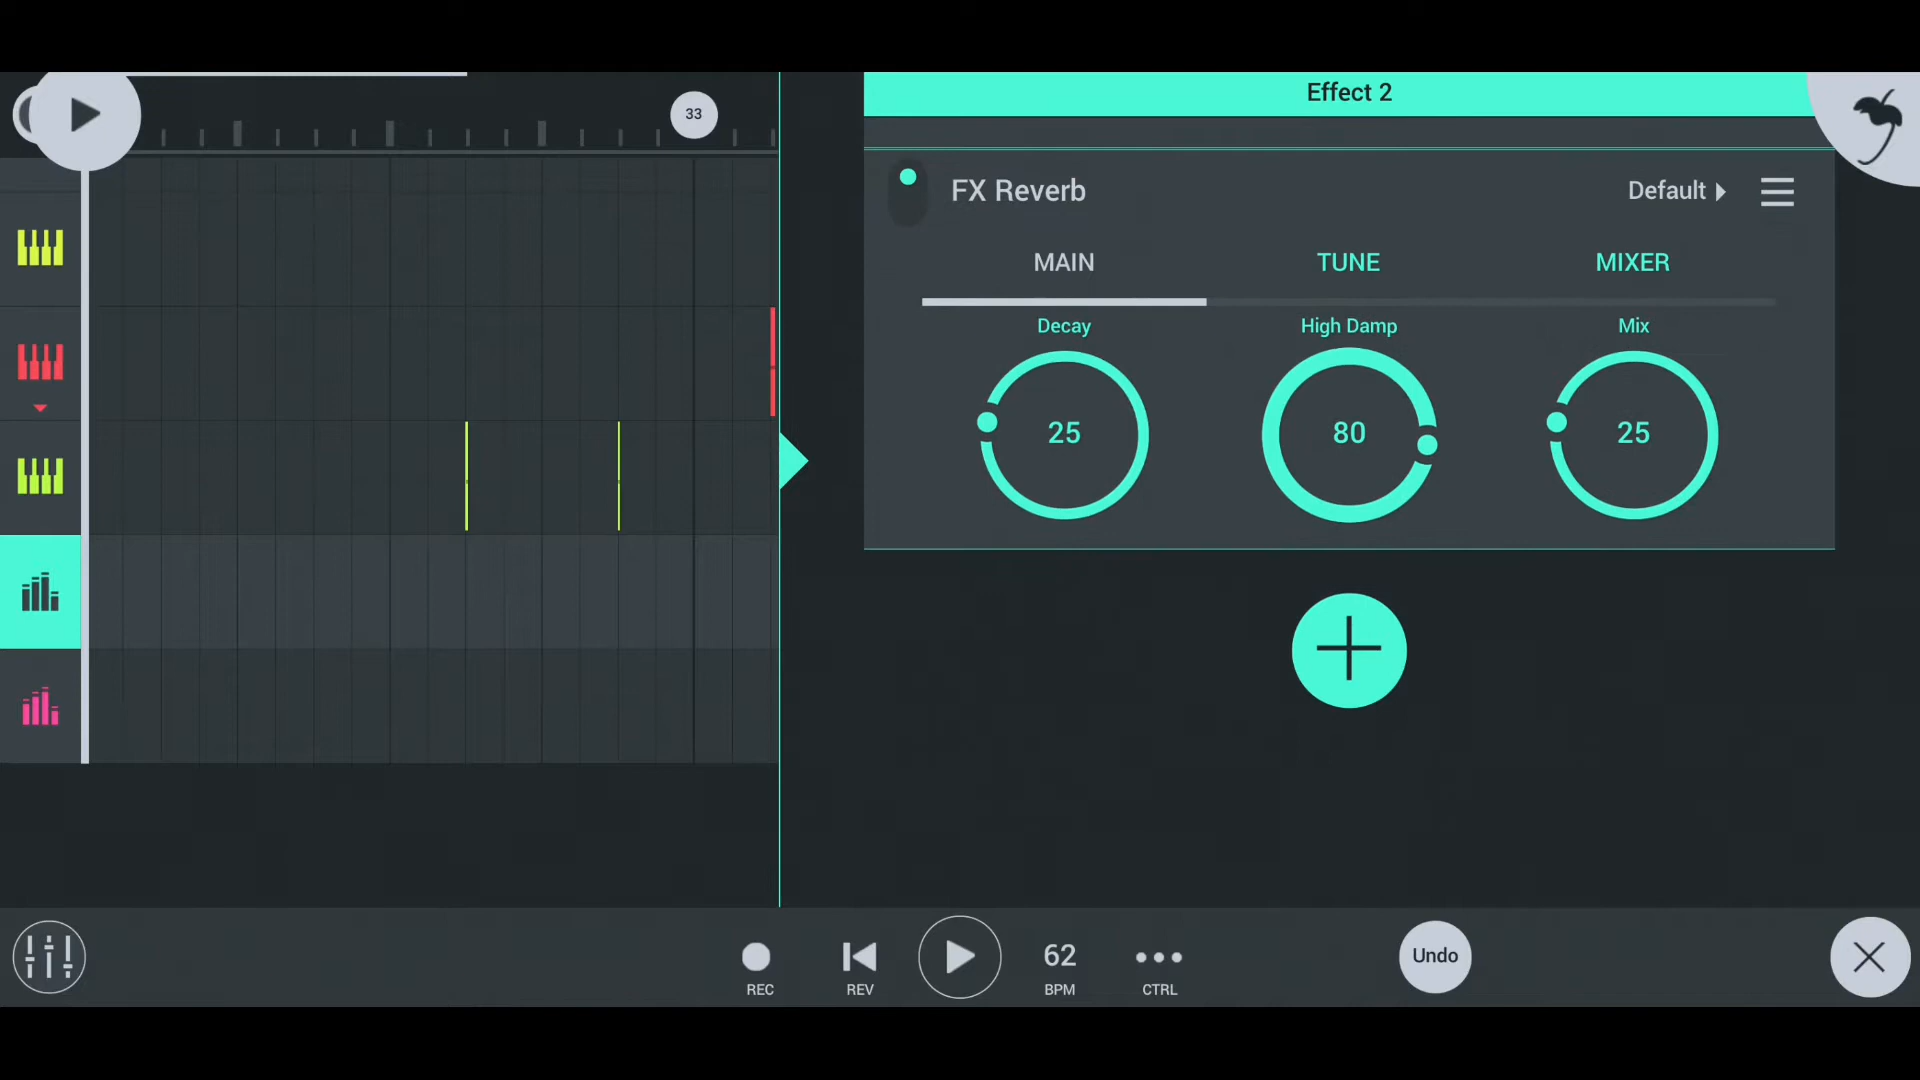 33
Effect 2
FX Reverb
Default
MAIN TUNE MIXER
Decay High Damp Mix
25 80 25
62
REC REV BPM CTRL
Undo